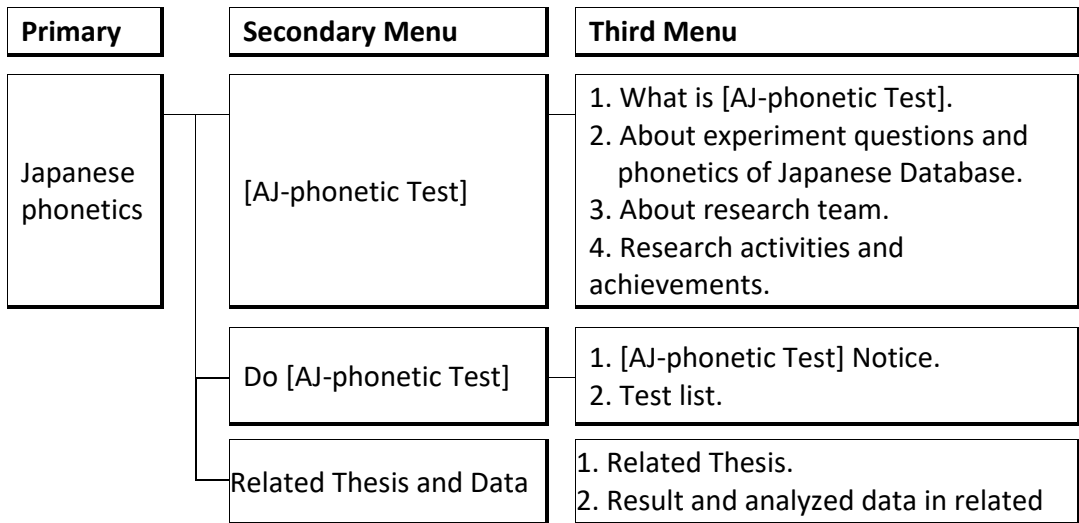 Primary
Secondary Menu
Third Menu
Japanese
phonetics
[AJ-phonetic Test]
1. What is [AJ-phonetic Test].
2. About experiment questions and
phonetics of Japanese Database.
3. About research team.
4. Research activities and
achievements.
Do [AJ-phonetic Test]
1. [AJ-phonetic Test] Notice.
2. Test list.
Related Thesis and Data
1. Related Thesis.
2. Result and analyzed data in related